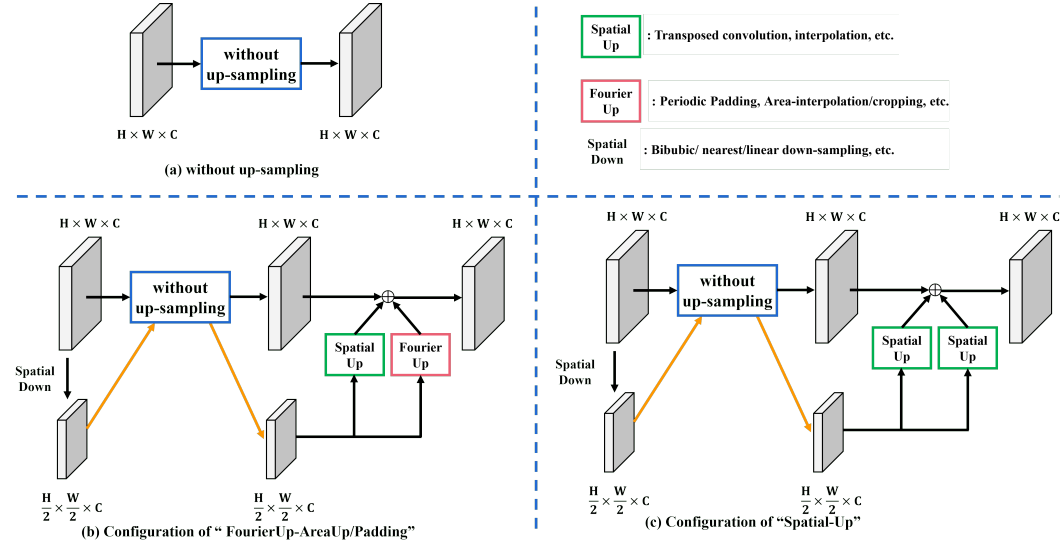 without
up-sampling
H × W × C
H × W × C
(a) without up-sampling
Spatial
Up
: Transposed convolution, interpolation, etc.
Fourier
Up
: Periodic Padding, Area-interpolation/cropping, etc.
Spatial
Down
: Bibubic/ nearest/linear down-sampling, etc.
H × W × C
H × W × C
H × W × C
without
up-sampling
Spatial
Up
Fourier
Up
Spatial
Down
H/2 × W/2 × C
H/2 × W/2 × C
(b) Configuration of “ FourierUp-AreaUp/Padding”
H × W × C
H × W × C
H × W × C
without
up-sampling
Spatial
Up
Spatial
Up
Spatial
Down
H/2 × W/2 × C
H/2 × W/2 × C
(c) Configuration of “Spatial-Up”